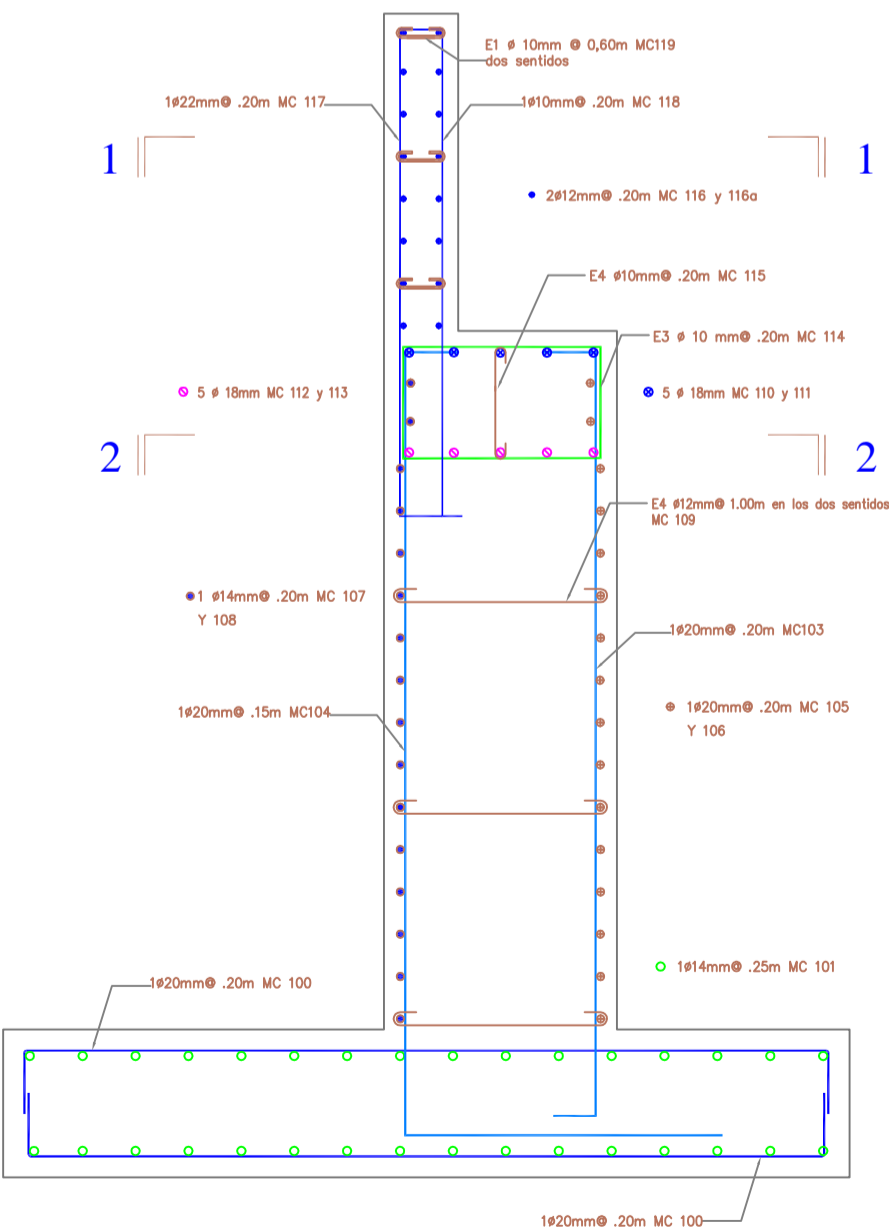 E1 ø 10mm @ 0,60m MC119
dos sentidos
1ø22mm@ .20m MC 117
1ø10mm@ .20m MC 118
1
1
2ø12mm@ .20m MC 116 y 116a
E4 ø10mm@ .20m MC 115
E3 ø 10 mm@ .20m MC 114
5 ø 18mm MC 112 y 113
5 ø 18mm MC 110 y 111
2
2
E4 ø12mm@ 1.00m en los dos sentidos
MC 109
1 ø14mm@ .20m MC 107
Y 108
1ø20mm@ .20m MC103
1ø20mm@ .15m MC104
1ø20mm@ .20m MC 105
Y 106
1ø14mm@ .25m MC 101
1ø20mm@ .20m MC 100
1ø20mm@ .20m MC 100